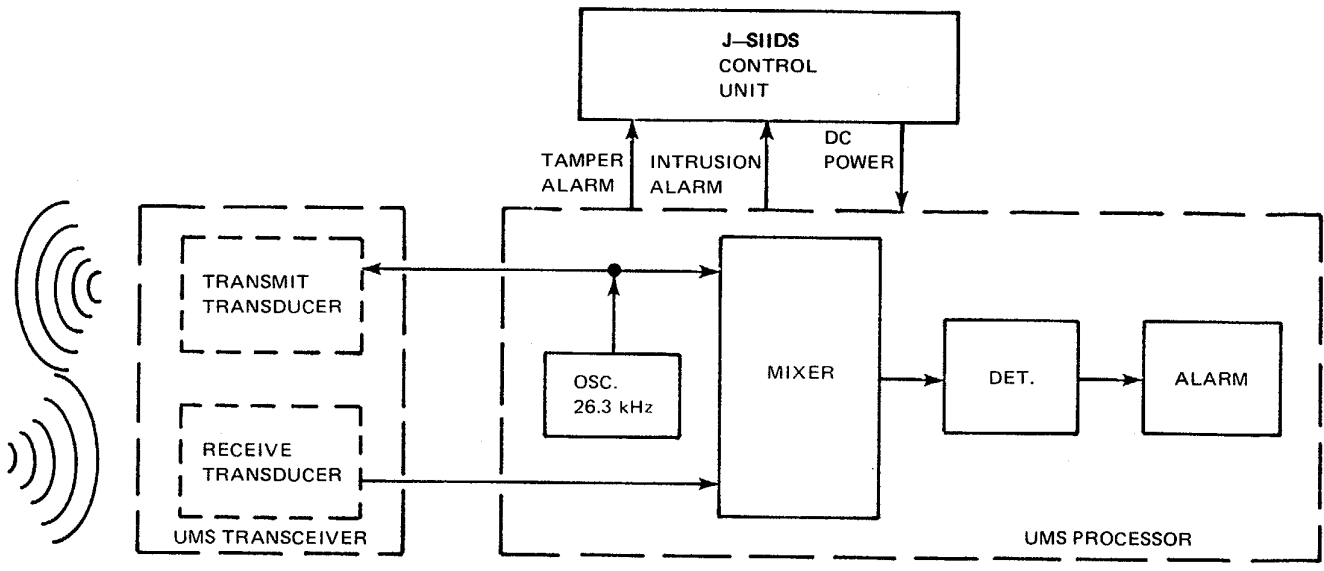 J-SIIDS
CONTROL
UNIT
TAMPER
ALARM
INTRUSION
ALARM
DC
POWER
TRANSMIT
TRANSDUCER
OSC.
26.3 kHz
MIXER
DET.
ALARM
RECEIVE
TRANSDUCER
UMS TRANSCEIVER
UMS PROCESSOR